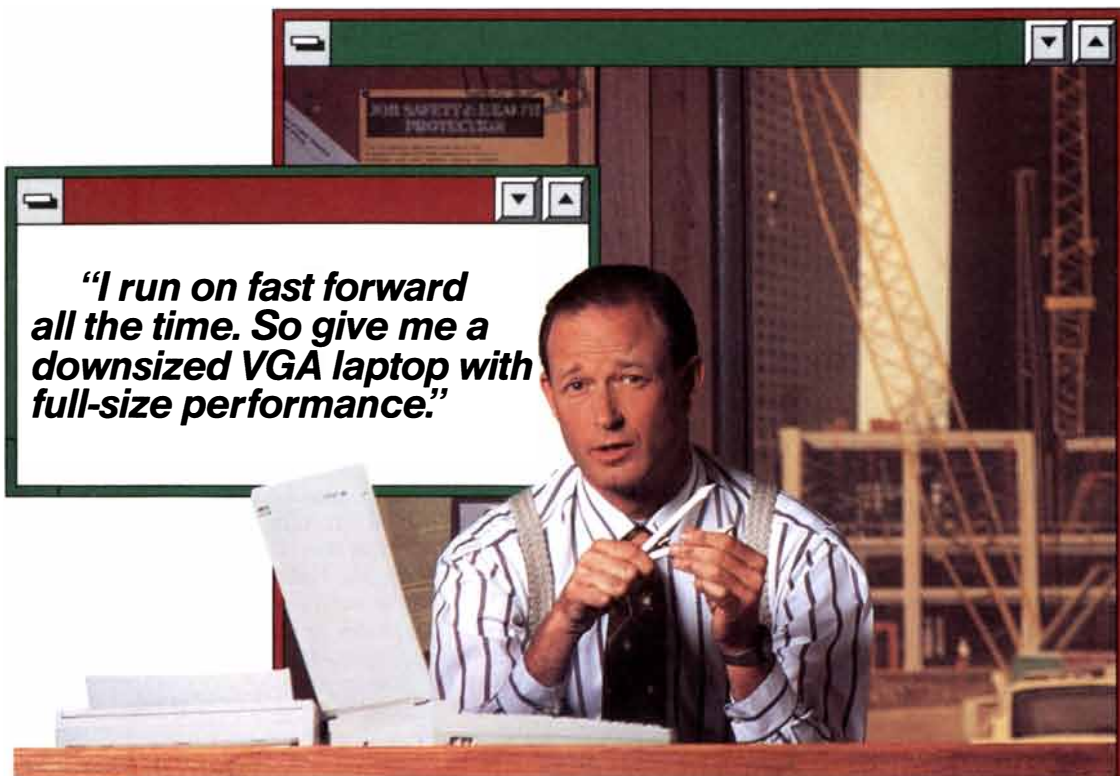 JOB SAFETY & HEALTH
PROTECTION
“I run on fast forward
all the time. So give me a
downsized VGA laptop with
full-size performance.”